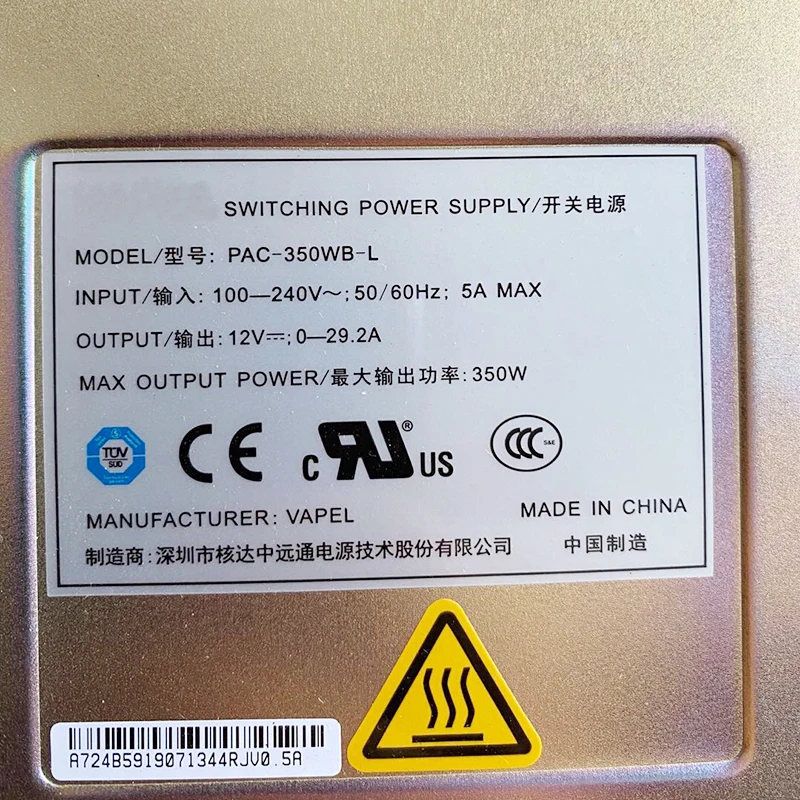 SWITCHING POWER SUPPLY/开关电源
MODEL/型号: PAC-350WB-L
INPUT/输入: 100—240V～; 50/60Hz; 5A MAX
OUTPUT/输出: 12V⎓; 0—29.2A
MAX OUTPUT POWER/最大输出功率: 350W
TÜV
SÜD
CE
c RU® US
CCC S&E
MANUFACTURER: VAPEL
MADE IN CHINA
制造商: 深圳市核达中远通电源技术股份有限公司
中国制造
A724B5919071344RJV0.5A